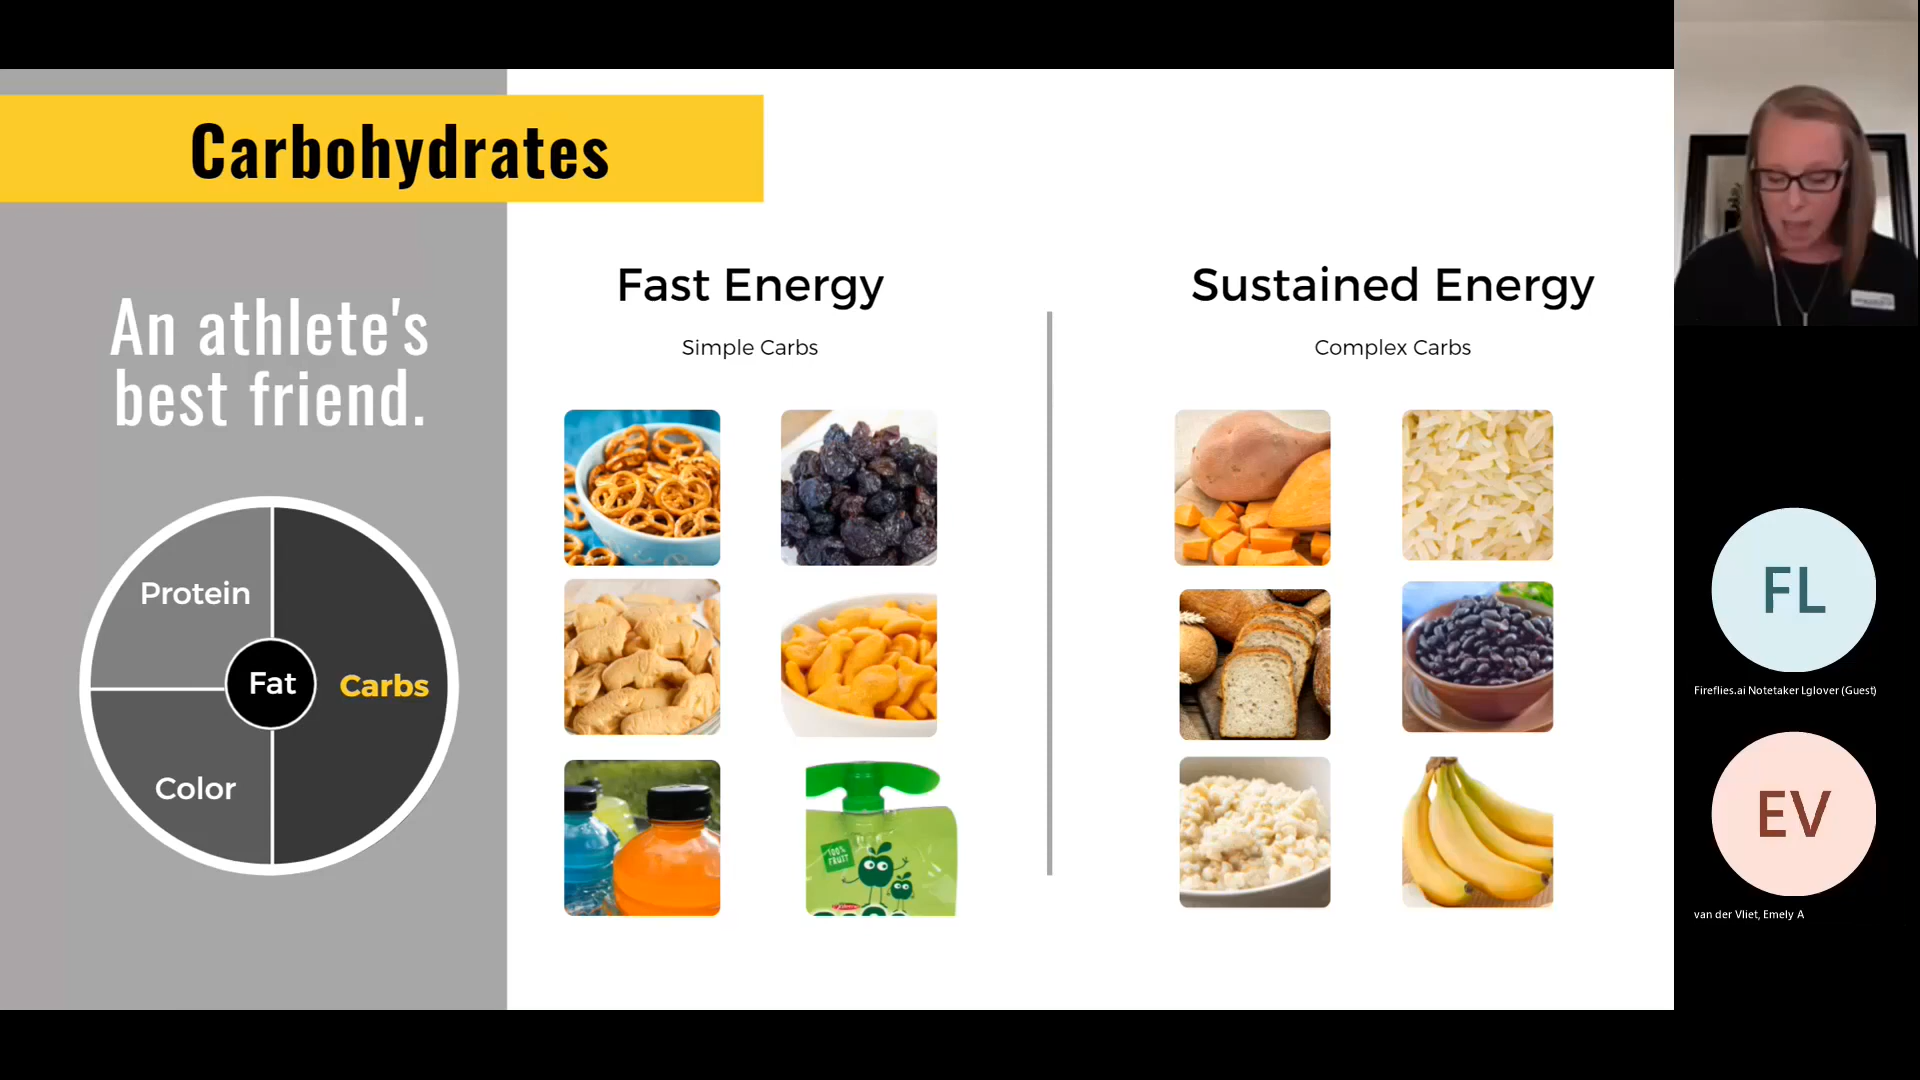 Carbohydrates
An athlete's
best friend.
Protein
Fat
Carbs
Color
Fast Energy
Simple Carbs
Sustained Energy
Complex Carbs
100%
FRUIT
FL
Fireflies.ai Notetaker Lglover (Guest)
EV
van der Vliet, Emely A